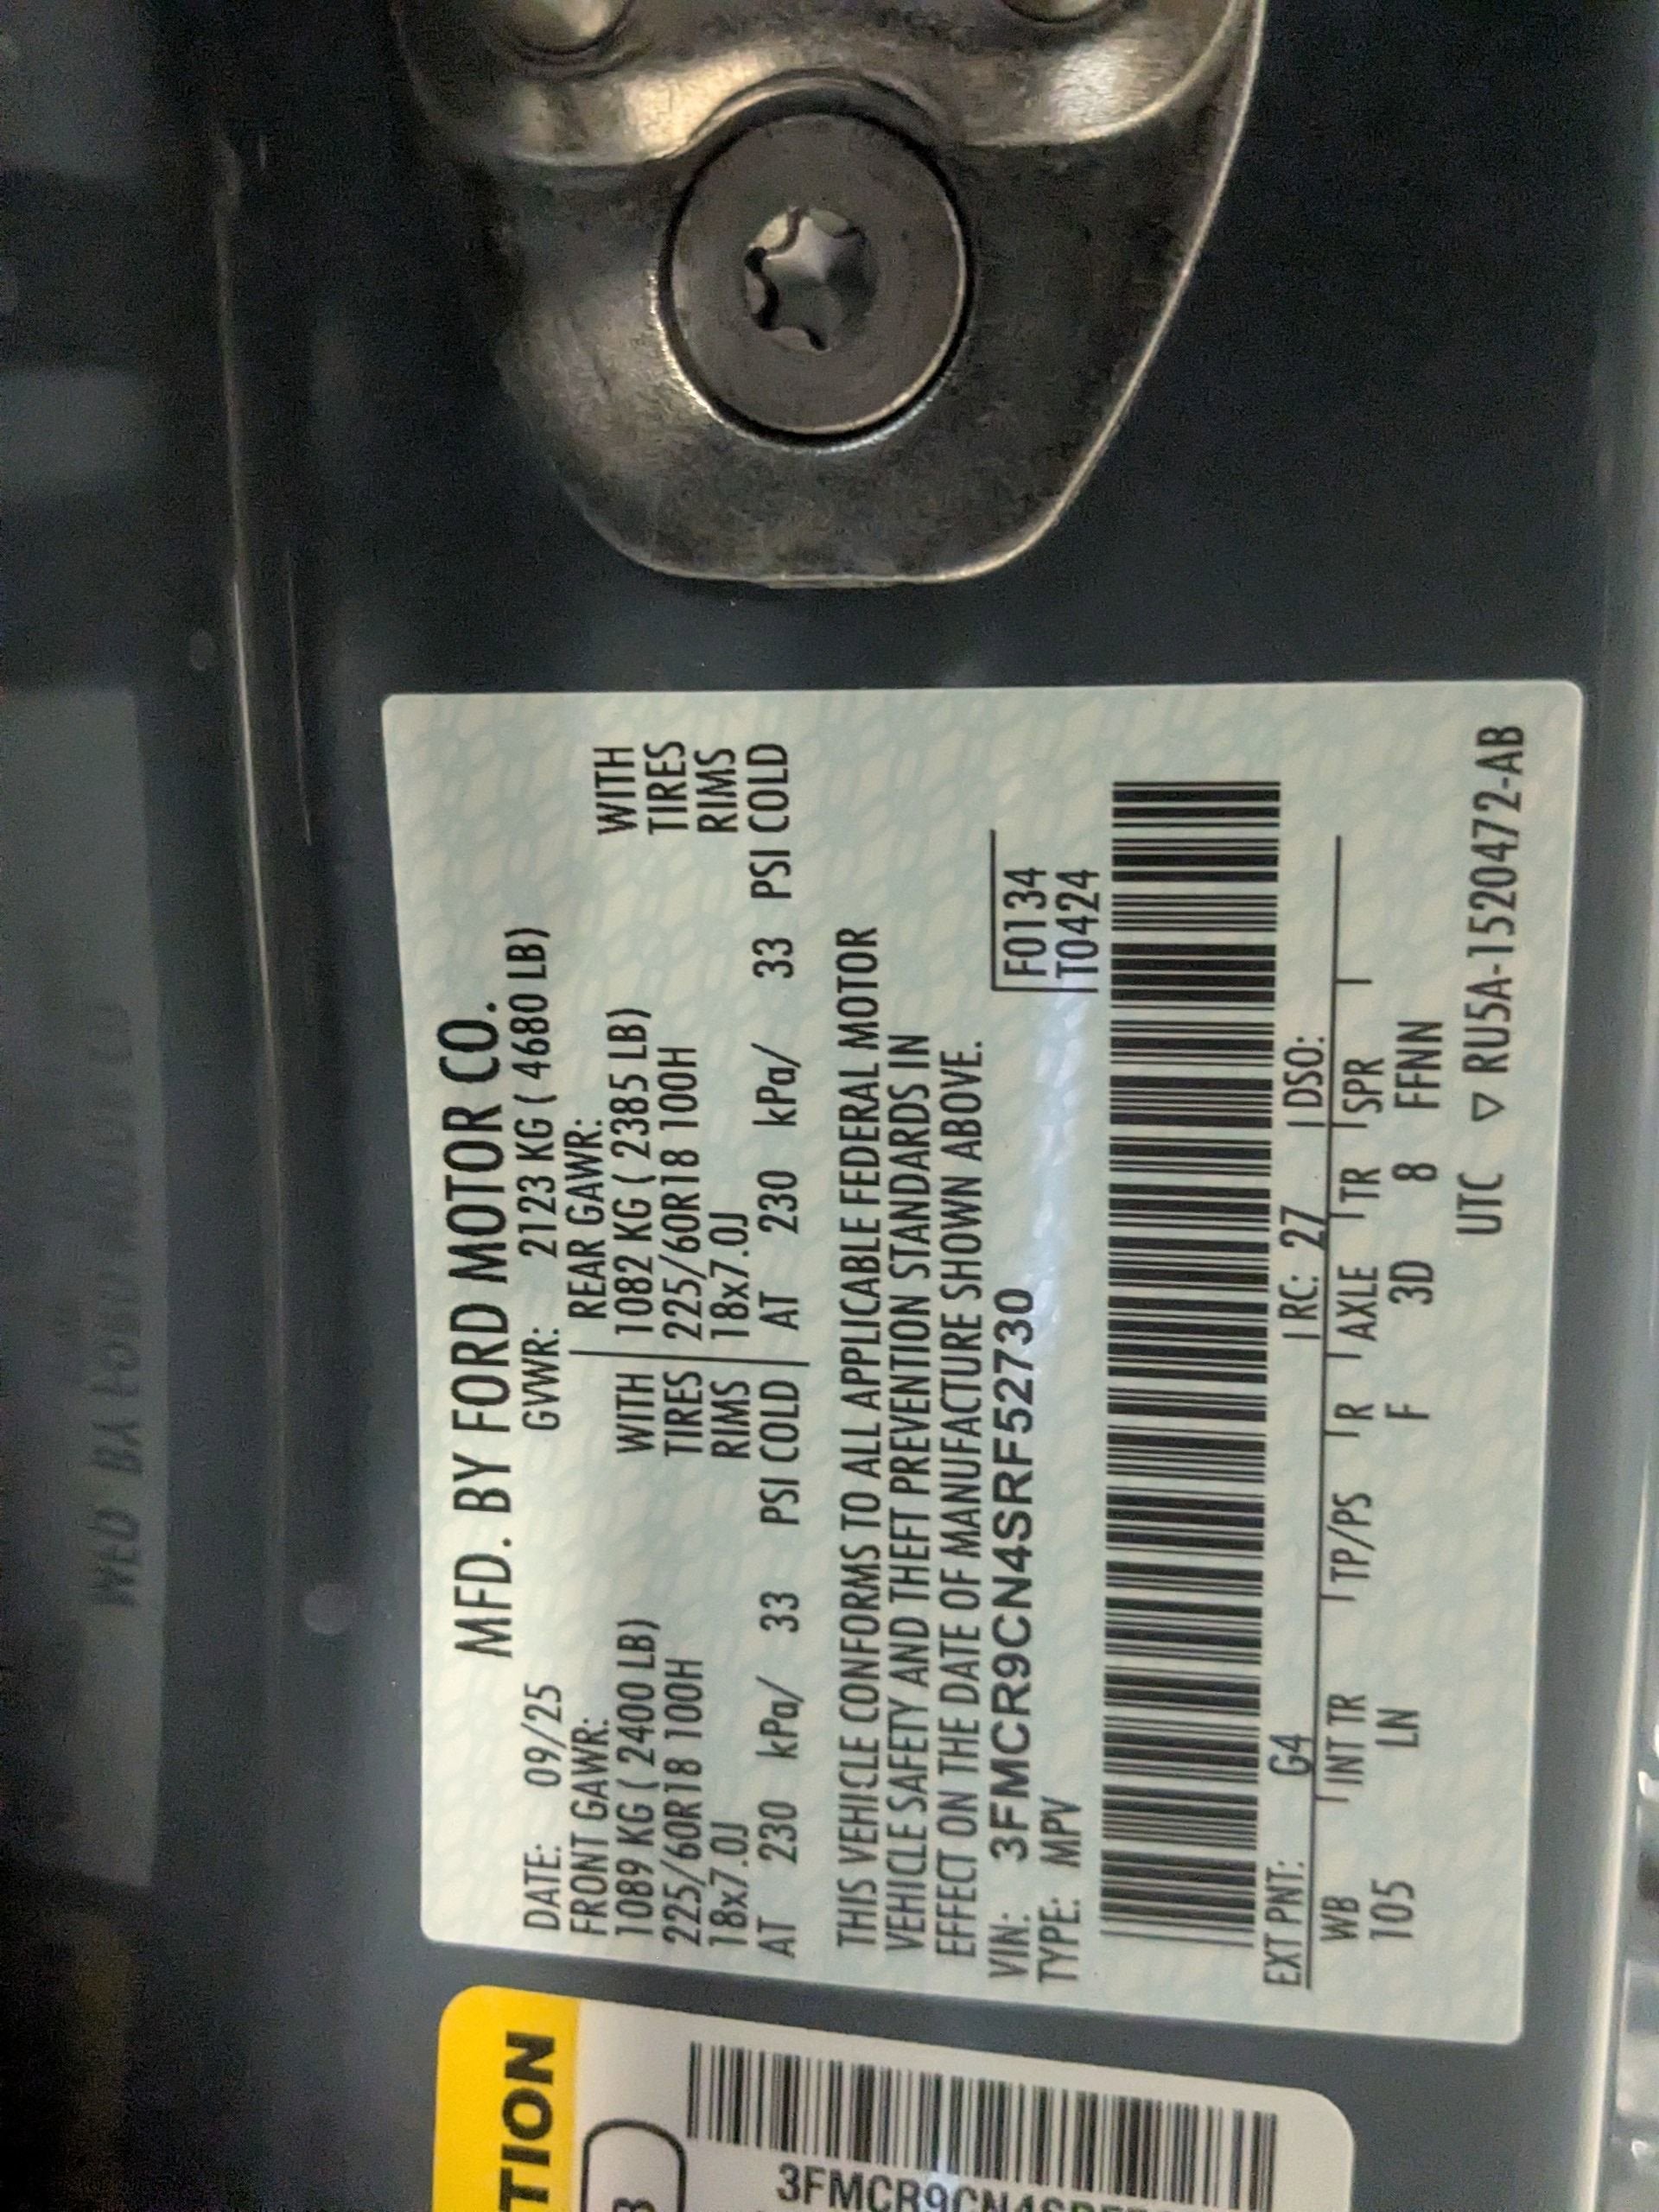 MFD. BY FORD MOTOR CO.
DATE: 09/25 GVWR: 2123 KG ( 4680 LB)
FRONT GAWR: REAR GAWR:
1089 KG ( 2400 LB) WITH 1082 KG ( 2385 LB) WITH
225/60R18 100H TIRES 225/60R18 100H TIRES
18x7.0J RIMS 18x7.0J RIMS
AT 230 kPa/ 33 PSI COLD AT 230 kPa/ 33 PSI COLD
THIS VEHICLE CONFORMS TO ALL APPLICABLE FEDERAL MOTOR
VEHICLE SAFETY AND THEFT PREVENTION STANDARDS IN
EFFECT ON THE DATE OF MANUFACTURE SHOWN ABOVE.
VIN: 3FMCR9CN4SRF52730 F0134
TYPE: MPV T0424
EXT PNT: G4 RC: 27 DSO:
WB INT TR TP/PS R AXLE TR SPR
105 LN F 3D 8 FFNN
UTC ▽ RU5A-1520472-AB
TION